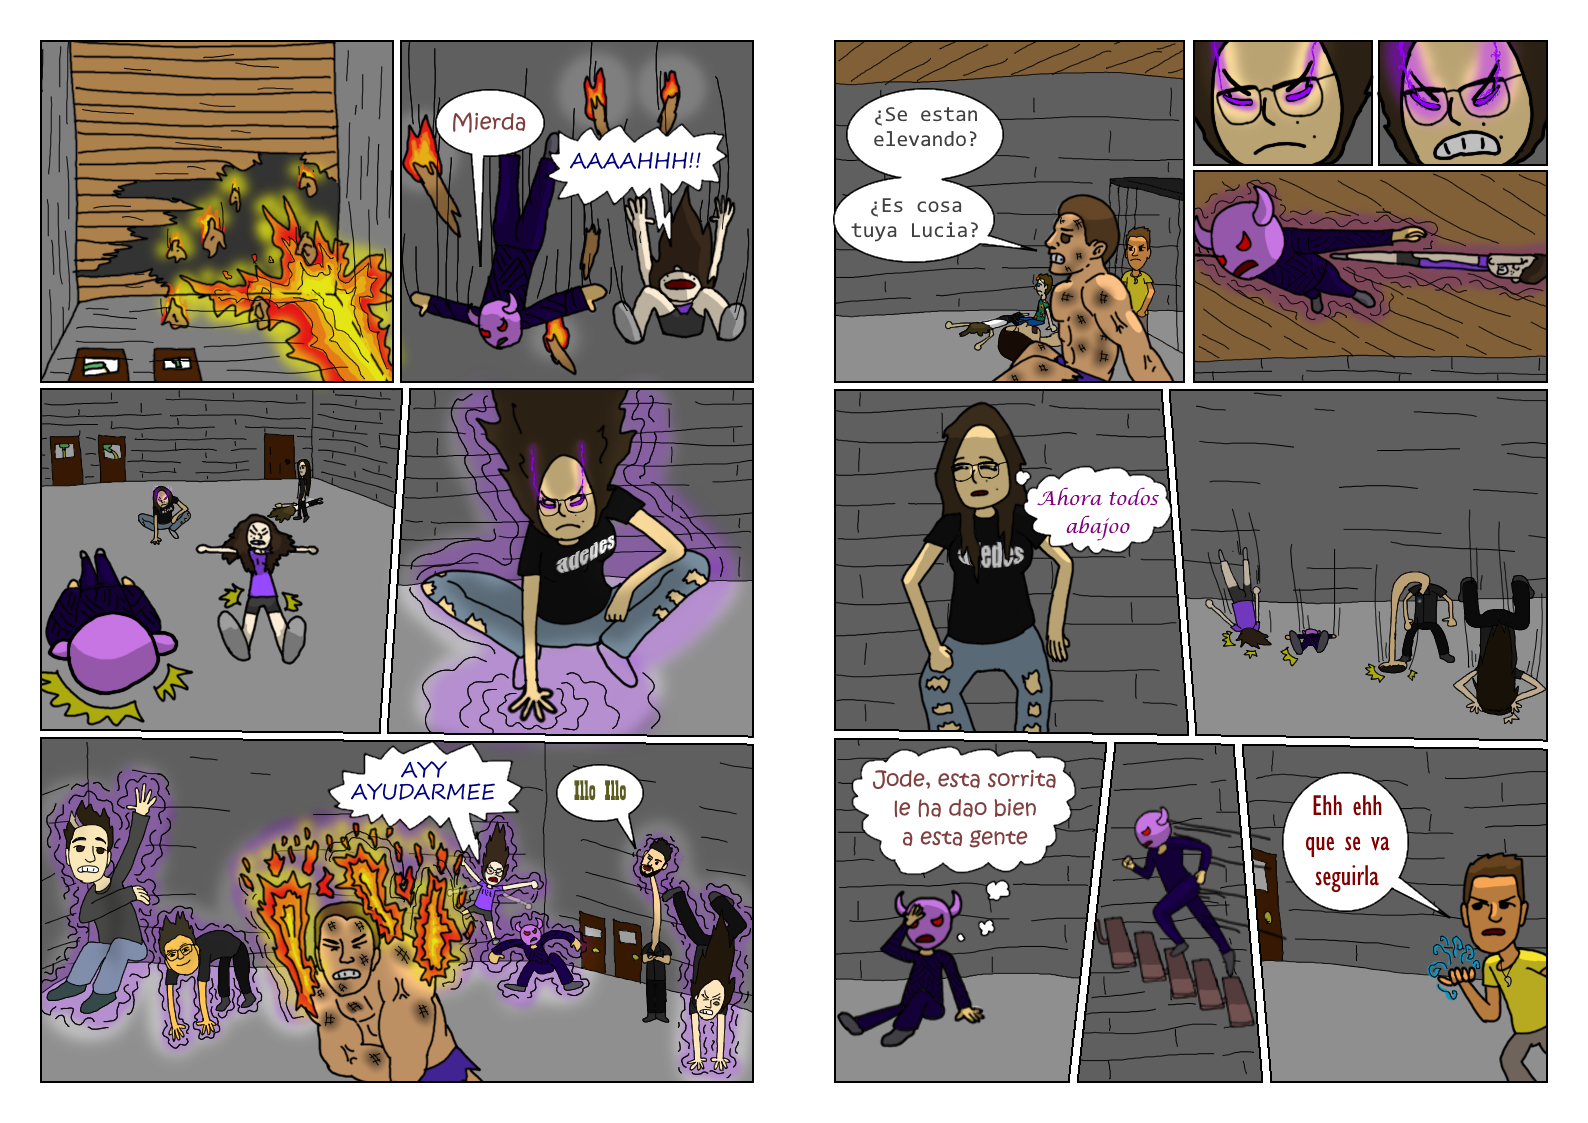 Mierda
AAAAHHH!!
adepes
AYY
AYUDARMEE
Illo Illo
¿Se estan
elevando?
¿Es cosa
tuya Lucia?
adedes
Ahora todos
abajoo
Jode, esta sorrita
le ha dao bien
a esta gente
Ehh ehh
que se va
seguirla